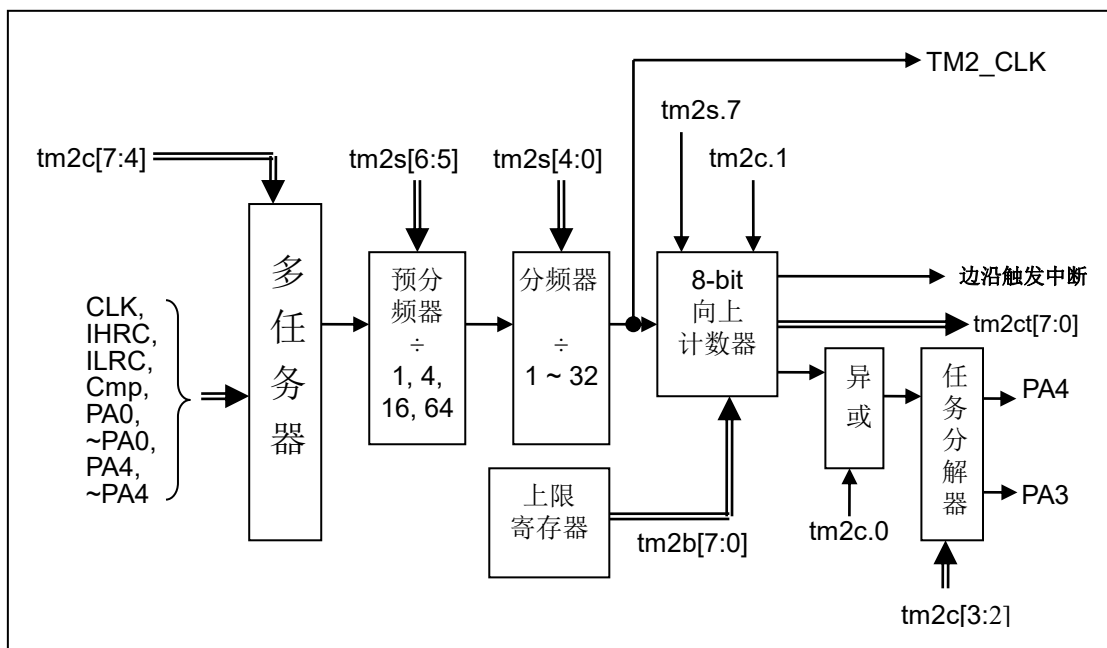 TM2_CLK
tm2s.7
tm2c[7:4]
tm2s[6:5]
tm2s[4:0]
tm2c.1
多
任
务
器
CLK,
IHRC,
ILRC,
Cmp,
PA0,
~PA0,
PA4,
~PA4
预分
频器
÷
1, 4,
16, 64
分频器
÷
1 ~ 32
8-bit
向上
计数器
边沿触发中断
tm2ct[7:0]
异
或
任
务
分
解
器
PA4
PA3
上限
寄存器
tm2b[7:0]
tm2c.0
tm2c[3:2]